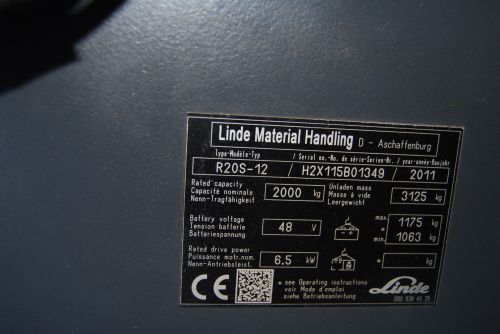 Linde Material Handling D - Aschaffenburg
Type-Modèle-Typ / Serial no.-No. de série-Serien-Nr. / year-année-Baujahr
R20S-12 / H2X115B01349 / 2011
Rated capacity
Capacité nominale
Nenn-Tragfähigkeit
2000 kg
Unladen mass
Masse à vide
Leergewicht
3125 kg
Battery voltage
Tension batterie
Batteriespannung
48 V
max. 1175 kg
* *
min. 1063 kg
Rated drive power
Puissance motr.nom.
Nenn-Antriebsleist.
6.5 kW
* kg
CE
* see Operating instructions
voir Mode d'emploi
siehe Betriebsanleitung
Linde
000 938 45 25